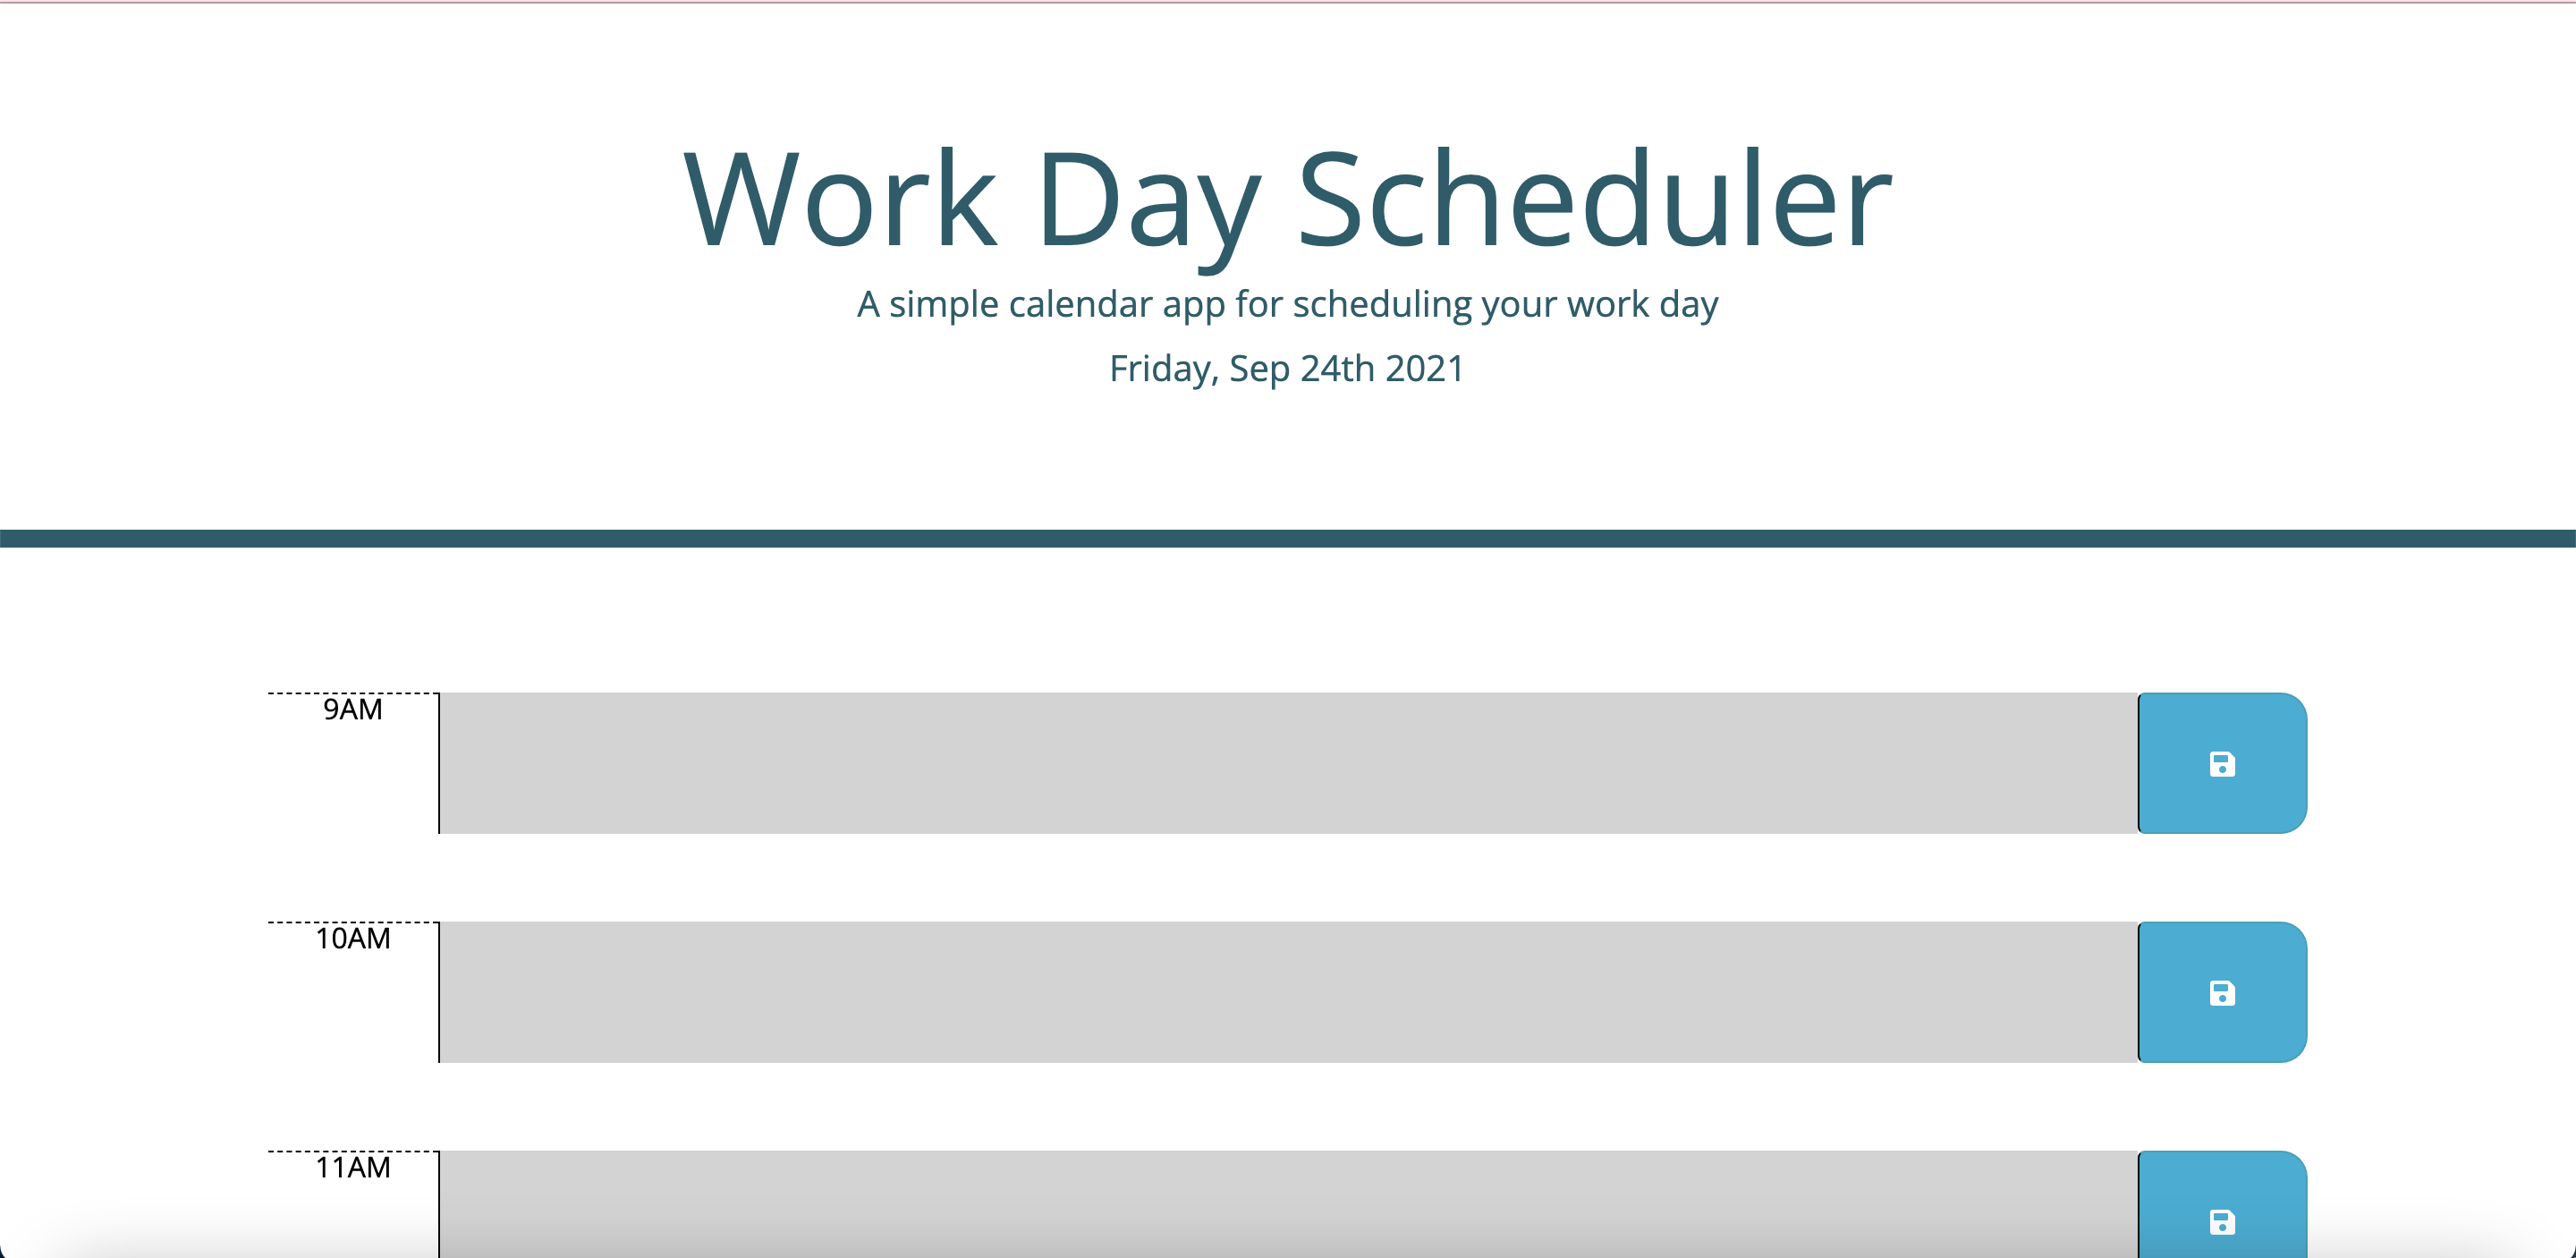 Work Day Scheduler
A simple calendar app for scheduling your work day
Friday, Sep 24th 2021
9AM
10AM
11AM